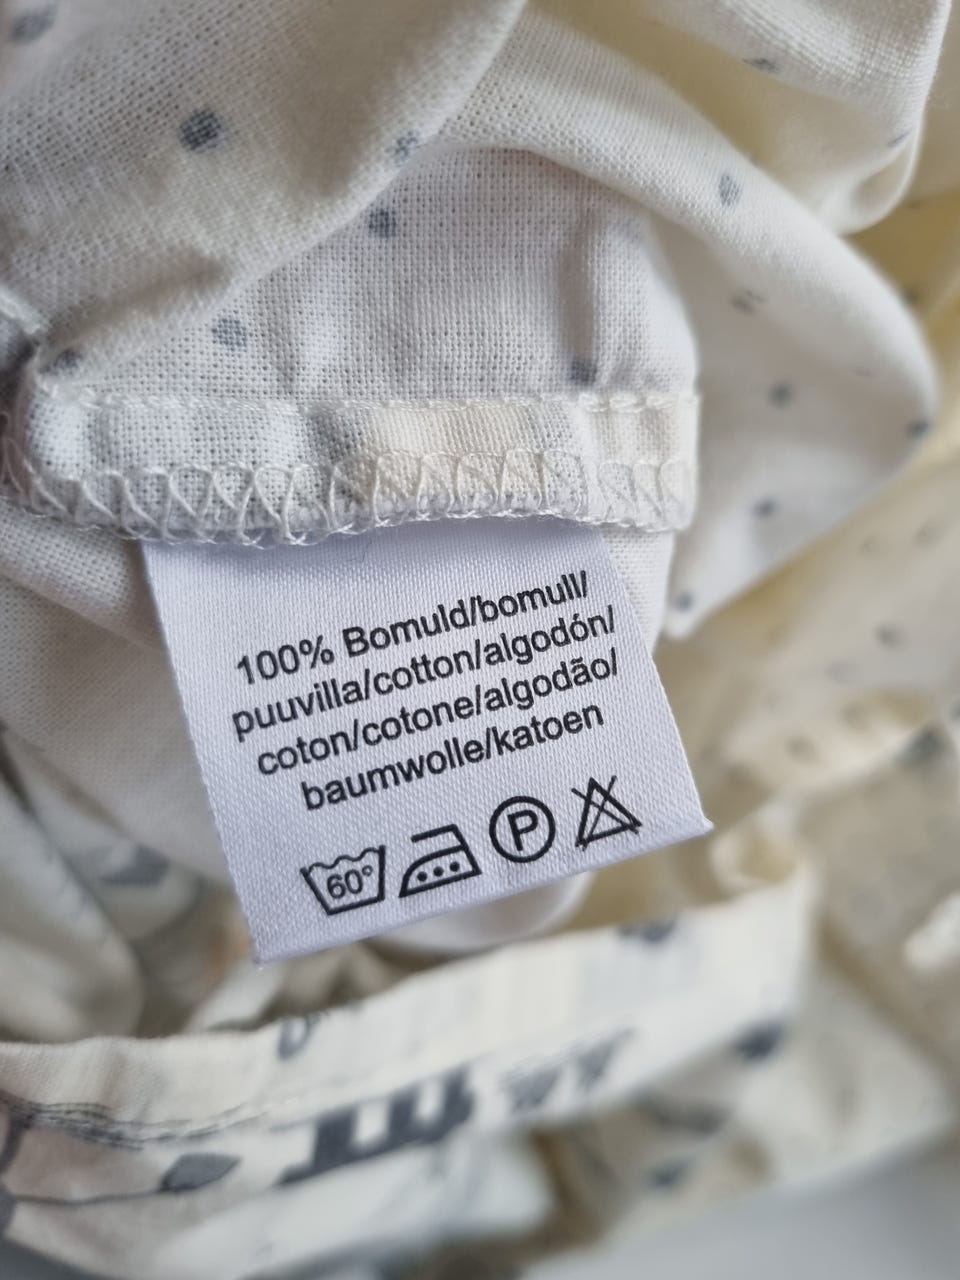 100% Bomuld/bomull/
puuvilla/cotton/algodón/
coton/cotone/algodão/
baumwolle/katoen
60° P